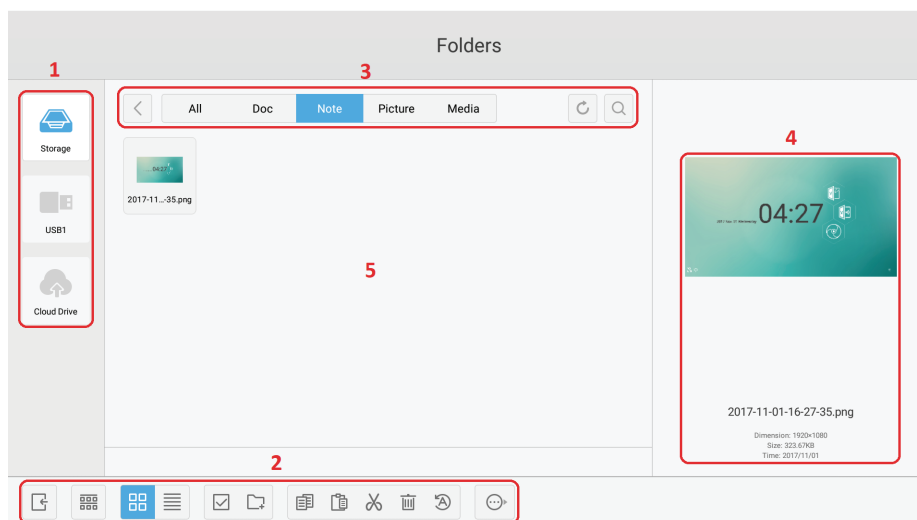 Folders
1
3
All Doc Note Picture Media
Storage
USB1
Cloud Drive
04:27
2017-11...-35.png
5
4
04:27
2017-11-01-16-27-35.png
Dimension: 1920×1080
Size: 323.67KB
Time: 2017/11/01
2
A